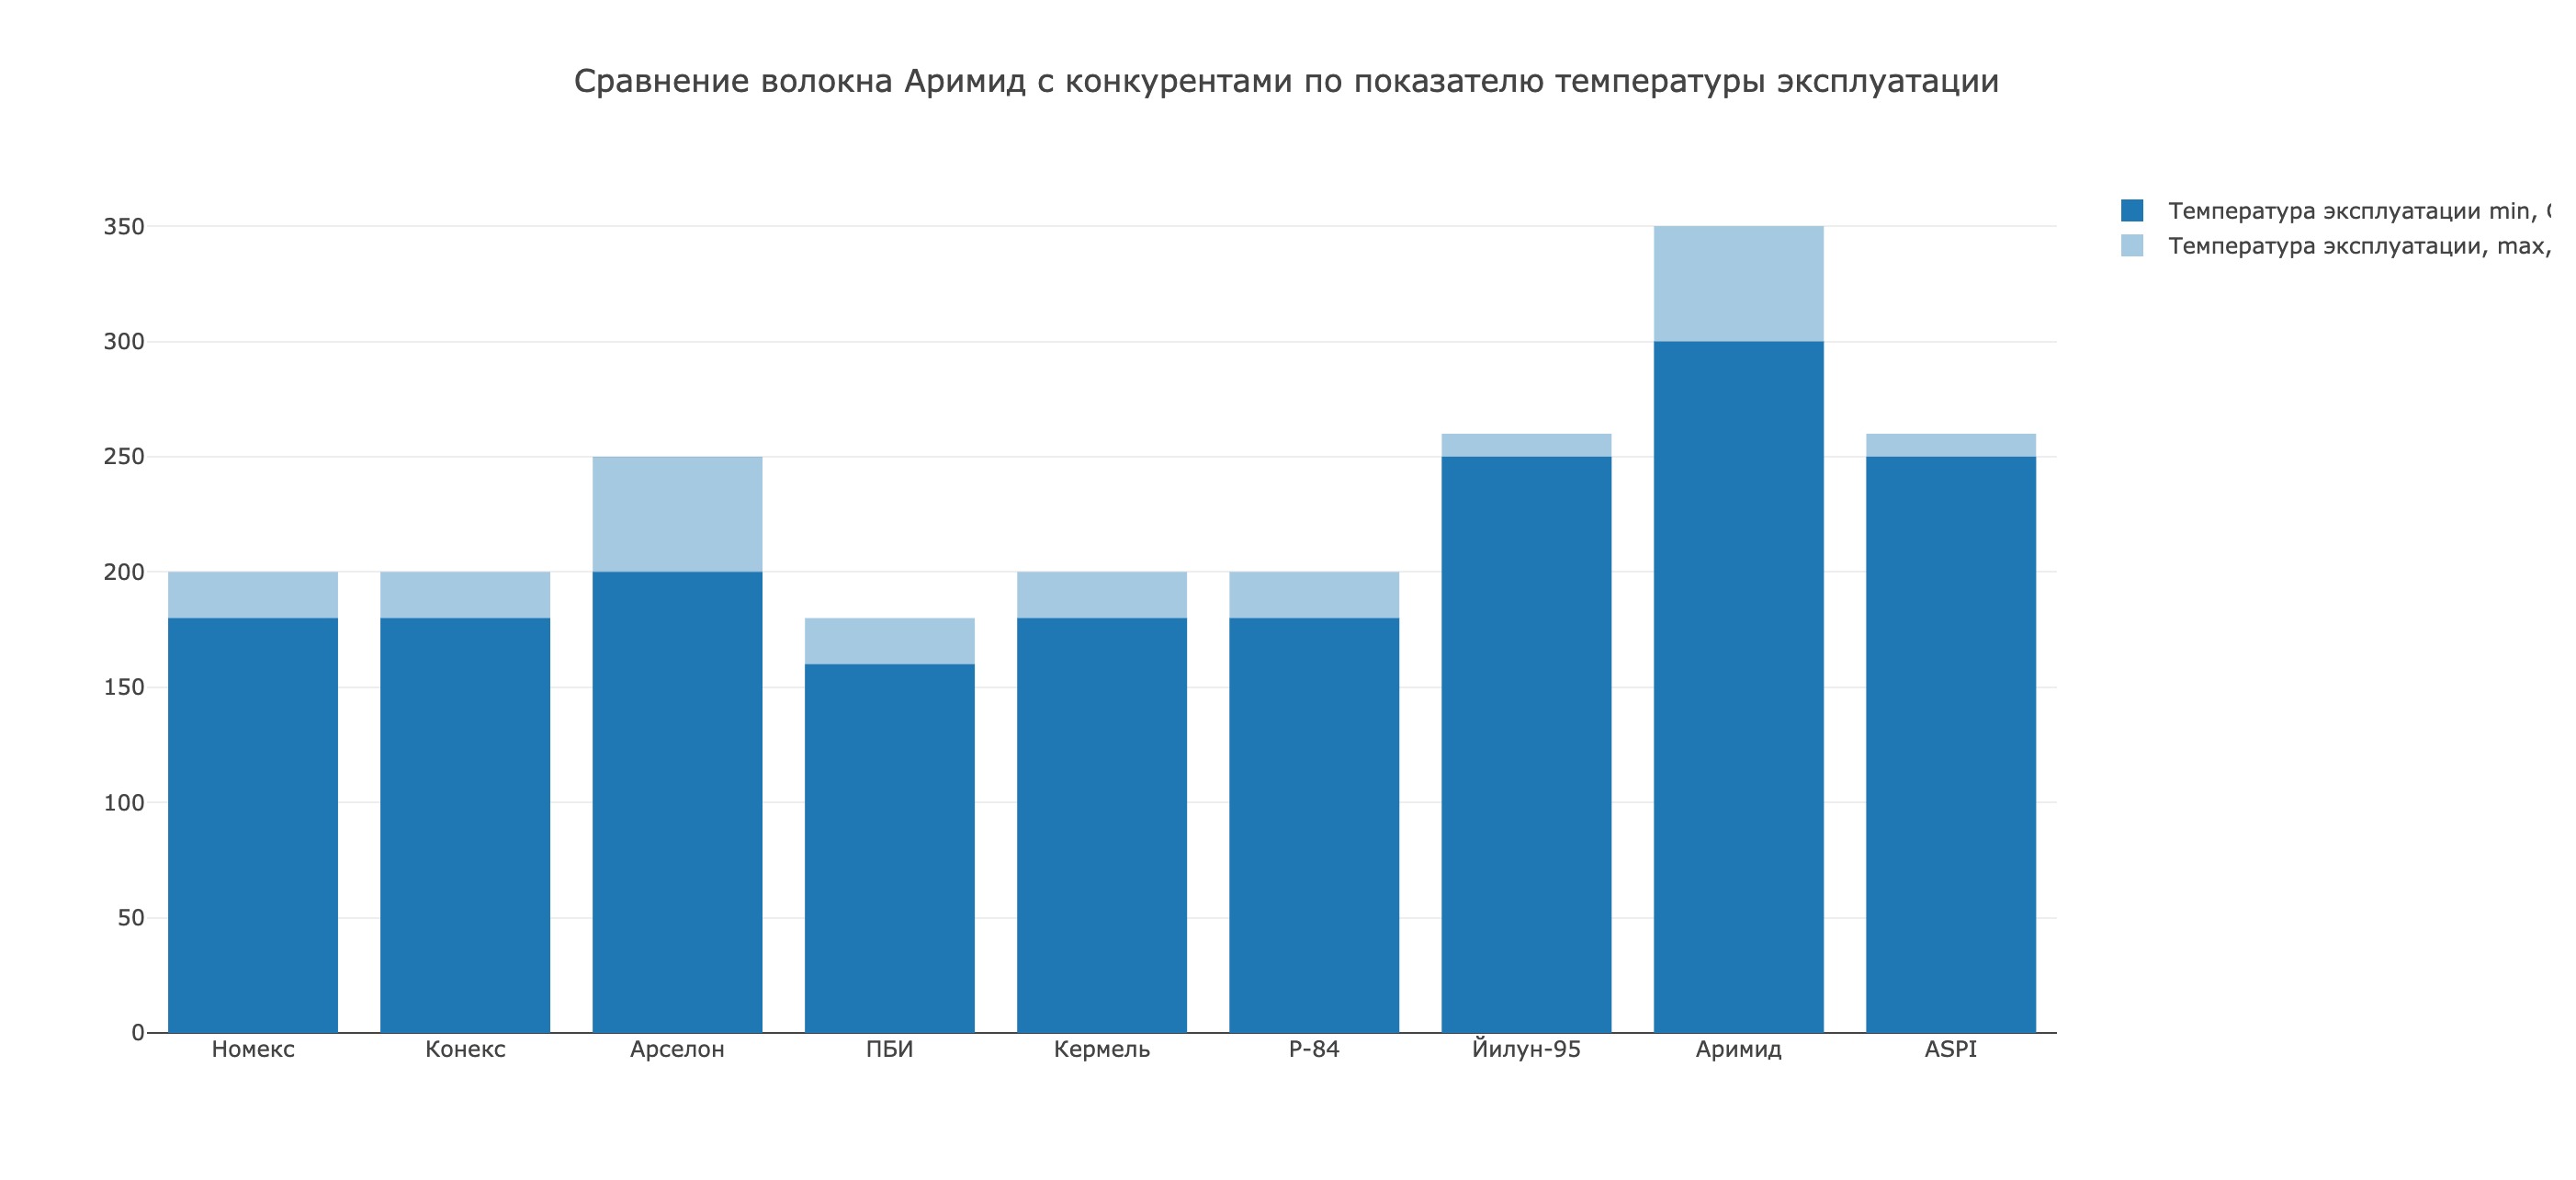 Сравнение волокна Аримид с конкурентами по показателю температуры эксплуатации
Температура эксплуатации min,
Температура эксплуатации, max,
350
300
250
200
150
100
50
0
Номекс
Конекс
Арселон
ПБИ
Кермель
Р-84
Йилун-95
Аримид
ASPI